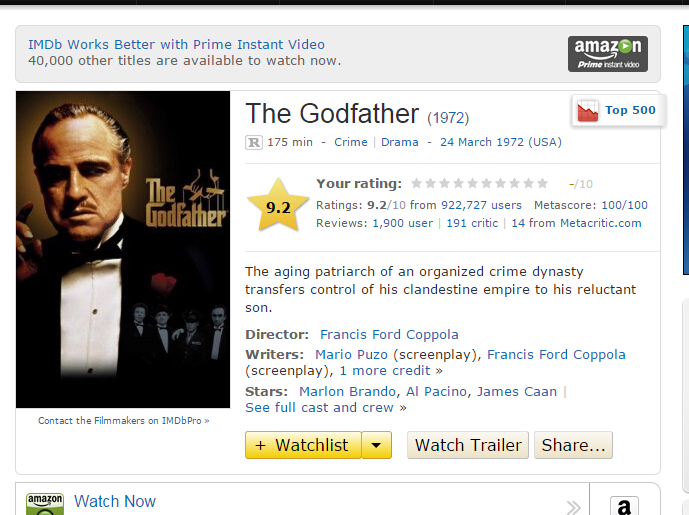 IMDb Works Better with Prime Instant Video
40,000 other titles are available to watch now.
amazon
Prime instant video
The Godfather (1972)
Top 500
R 175 min - Crime | Drama - 24 March 1972 (USA)
The
Godfather
9.2
Your rating: -/10
Ratings: 9.2/10 from 922,727 users Metascore: 100/100
Reviews: 1,900 user | 191 critic | 14 from Metacritic.com
The aging patriarch of an organized crime dynasty
transfers control of his clandestine empire to his reluctant
son.
Director: Francis Ford Coppola
Writers: Mario Puzo (screenplay), Francis Ford Coppola
(screenplay), 1 more credit »
Stars: Marlon Brando, Al Pacino, James Caan |
See full cast and crew »
Contact the Filmmakers on IMDbPro »
+ Watchlist
Watch Trailer
Share...
amazon
Watch Now
a